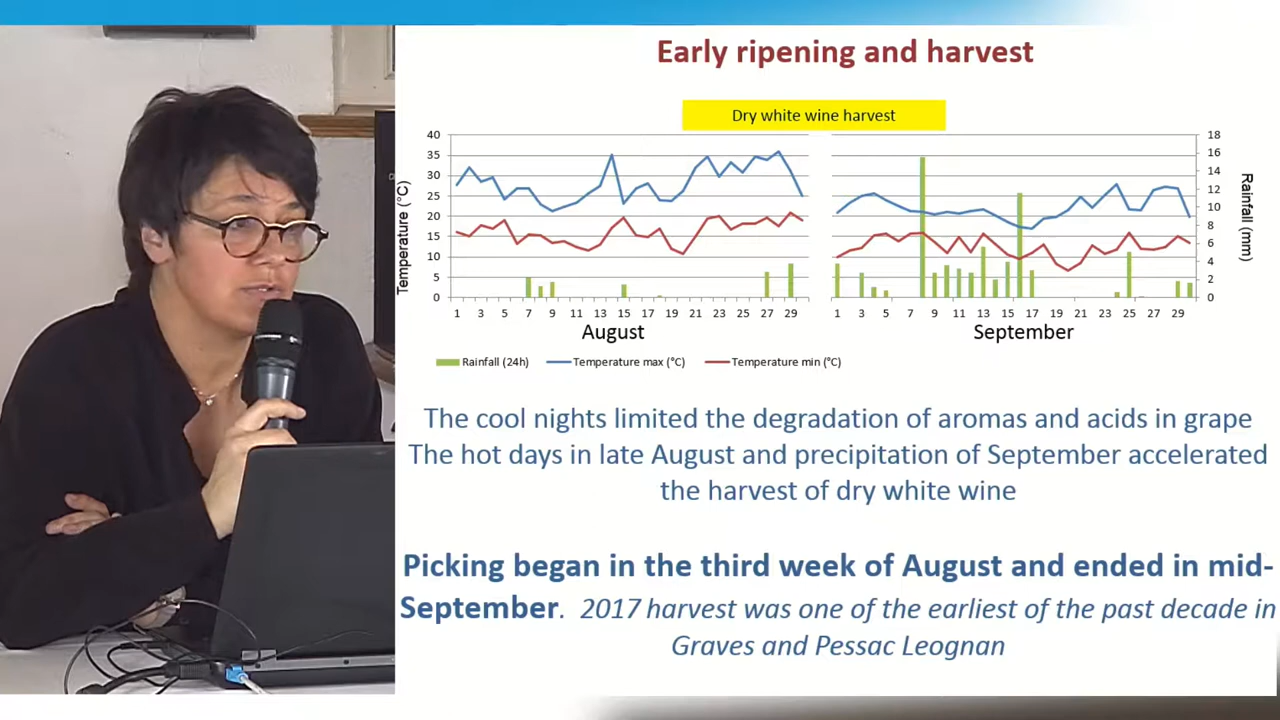 Early ripening and harvest
Dry white wine harvest
40
35
30
25
20
15
10
5
0
Temperature (°C)
18
16
14
12
10
8
6
4
2
0
Rainfall (mm)
1 3 5 7 9 11 13 15 17 19 21 23 25 27 29
1 3 5 7 9 11 13 15 17 19 21 23 25 27 29
August
September
Rainfall (24h) Temperature max (°C) Temperature min (°C)
The cool nights limited the degradation of aromas and acids in grape
The hot days in late August and precipitation of September accelerated
the harvest of dry white wine
Picking began in the third week of August and ended in mid-
September. 2017 harvest was one of the earliest of the past decade in
Graves and Pessac Leognan